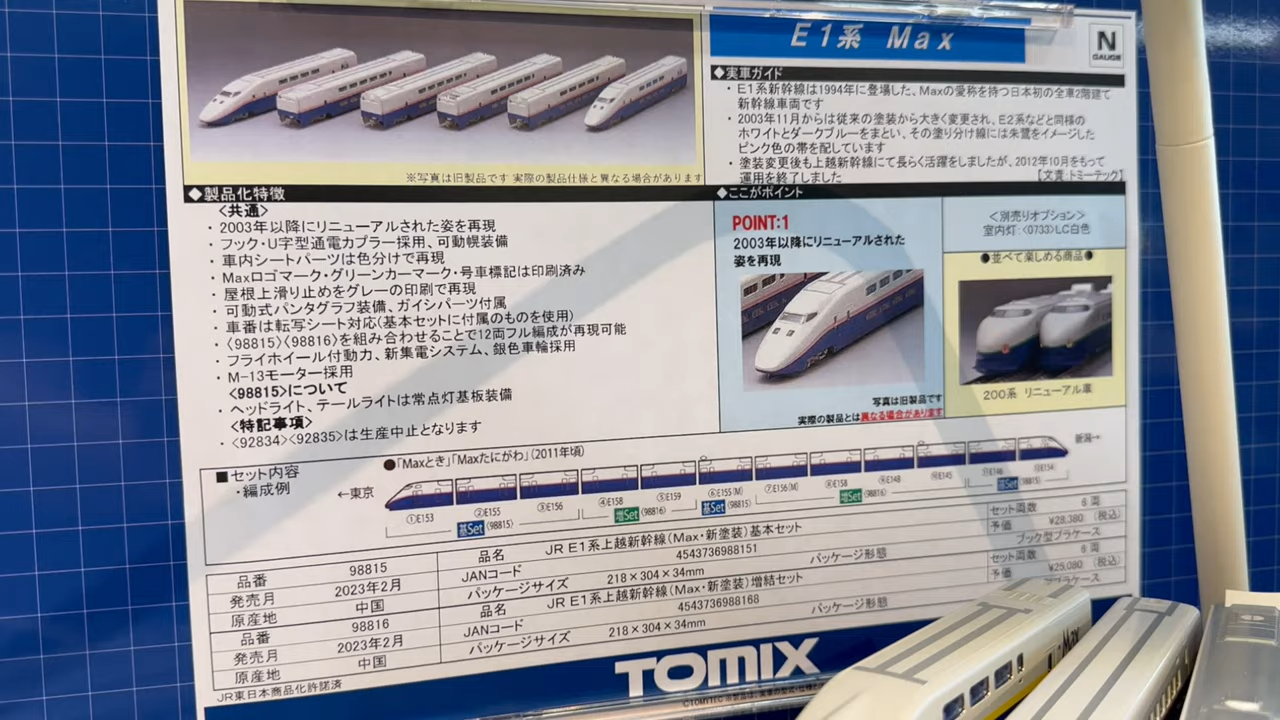 E1系 Max
N
GAUGE
◆実車ガイド
・E1系新幹線は1994年に登場した、Maxの愛称を持つ日本初の全車2階建て
新幹線車両です
・2003年11月からは従来の塗装から大きく変更され、E2系などと同様の
ホワイトとダークブルーをまとい、その塗り分け線には朱鷺をイメージした
ピンク色の帯を配しています
・塗装変更後も上越新幹線にて長らく活躍をしましたが、2012年10月をもって
運用を終了しました
【文責:トミーテック】
※写真は旧製品です 実際の製品仕様と異なる場合があります
◆製品化特徴
<共通>
・2003年以降にリニューアルされた姿を再現
・フック・U字型通電カプラー採用、可動幌装備
・車内シートパーツは色分けで再現
・Maxロゴマーク・グリーンカーマーク・号車標記は印刷済み
・屋根上滑り止めをグレーの印刷で再現
・可動式パンタグラフ装備、ガイシパーツ付属
・車番は転写シート対応(基本セットに付属のものを使用)
・<98815><98816>を組み合わせることで12両フル編成が再現可能
・フライホイール付動力、新集電システム、銀色車輪採用
・M-13モーター採用
<98815>について
・ヘッドライト、テールライトは常点灯基板装備
<特記事項>
・<92834><92835>は生産中止となります
◆ここがポイント
POINT:1
2003年以降にリニューアルされた
姿を再現
写真は旧製品です
実際の製品とは異なる場合があります
<別売りオプション>
室内灯:<0733>LC白色
●並べて楽しめる商品●
200系 リニューアル車
■セット内容
・編成例
●「Maxとき」「Maxたにがわ」(2011年頃)
←東京
新潟→
①E153 ②E155 ③E156 ④E158 ⑤E159 ⑥E155(M) ⑦E156(M) ⑧E158 ⑨E148 ⑩E145 ⑪E146 ⑫E154
基Set (98815) 増Set (98816) 基Set (98815) 増Set (98816) 基Set (98815)
品番 98815 品名 JR E1系上越新幹線(Max・新塗装)基本セット セット両数 6両
発売月 2023年2月 JANコード 4543736988151 予価 ¥28,380 (税込)
原産地 中国 パッケージサイズ 218×304×34mm パッケージ形態 ブック型プラケース
品番 98816 品名 JR E1系上越新幹線(Max・新塗装)増結セット セット両数 6両
発売月 2023年2月 JANコード 4543736988168 予価 ¥25,080 (税込)
原産地 中国 パッケージサイズ 218×304×34mm パッケージ形態 プラケース
JR東日本商品化許諾済
TOMIX
Max